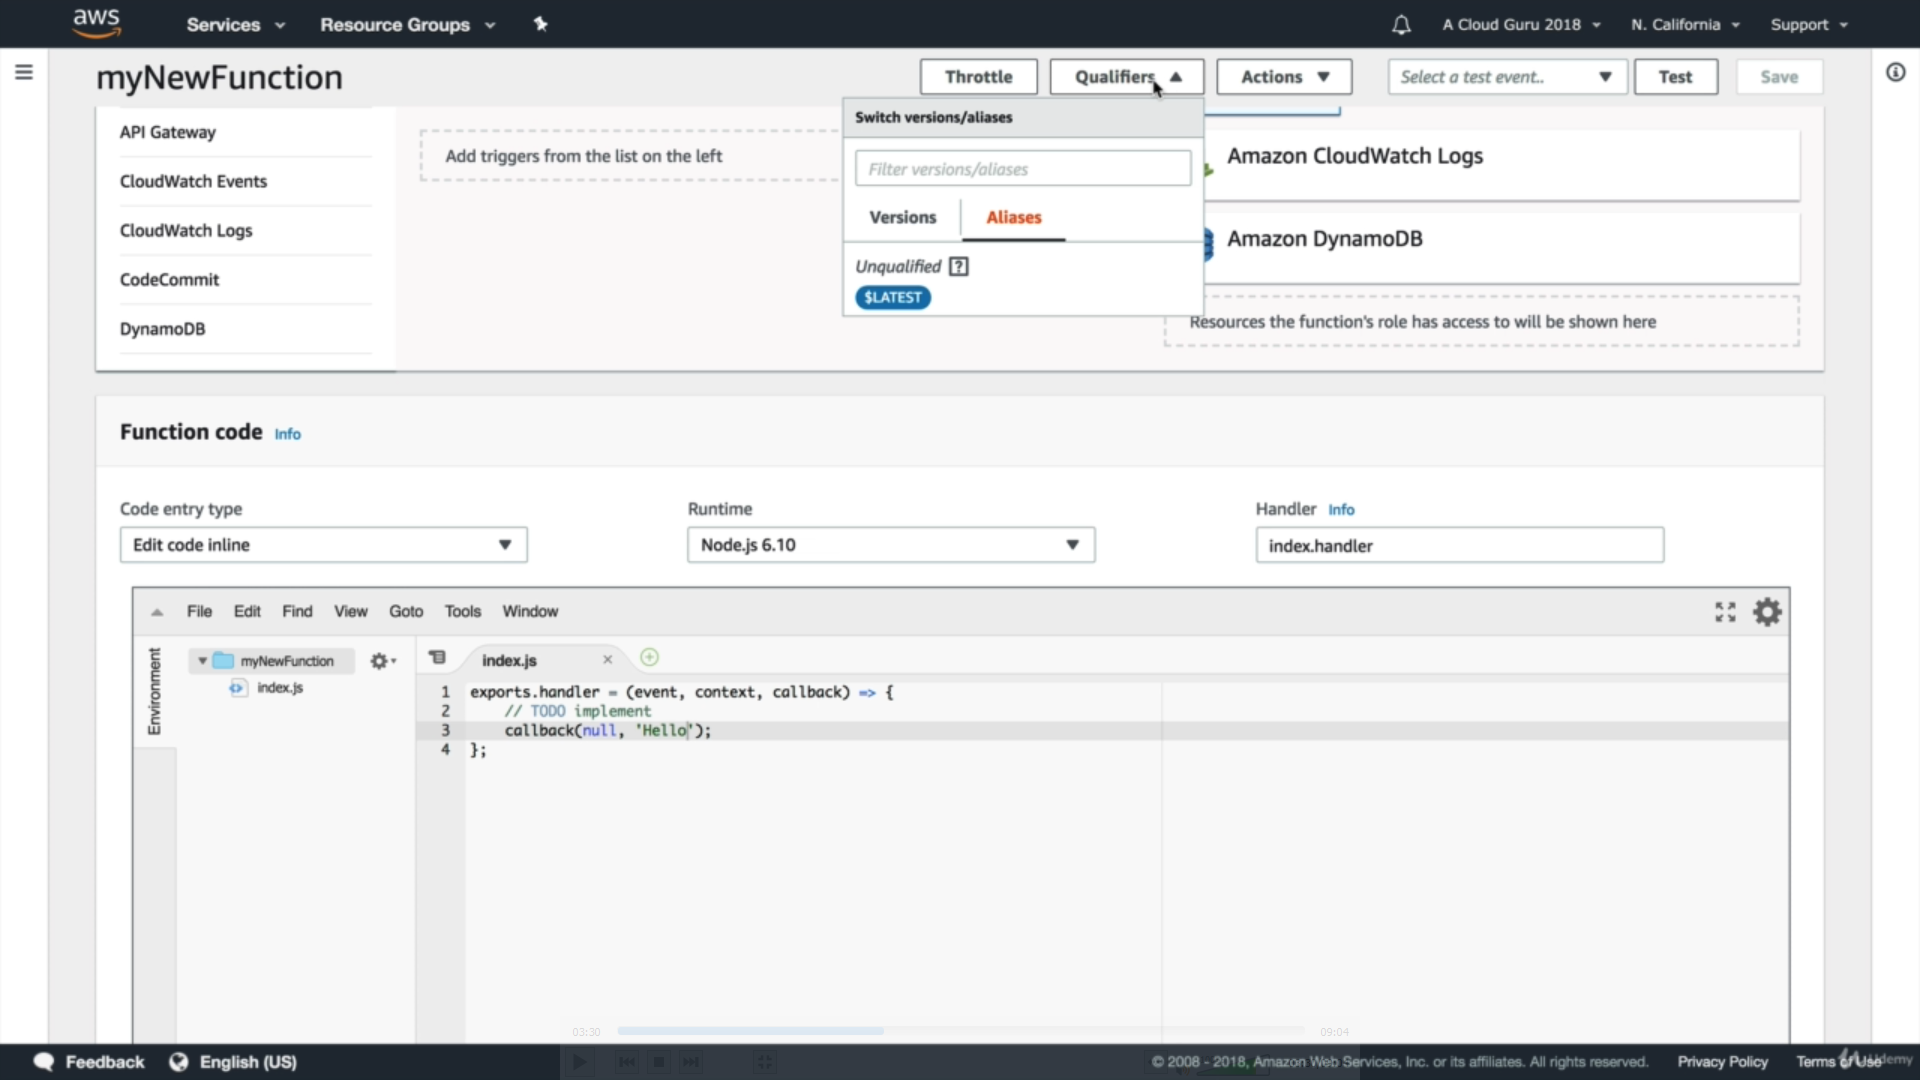 aws
Services
Resource Groups
A Cloud Guru 2018
N. California
Support
myNewFunction
Throttle
Qualifiers
Actions
Select a test event..
Test
Save
API Gateway
CloudWatch Events
CloudWatch Logs
CodeCommit
DynamoDB
Add triggers from the list on the left
Switch versions/aliases
Filter versions/aliases
Versions
Aliases
Unqualified ?
$LATEST
Amazon CloudWatch Logs
Amazon DynamoDB
Resources the function's role has access to will be shown here
Function code Info
Code entry type
Edit code inline
Runtime
Node.js 6.10
Handler Info
index.handler
File Edit Find View Goto Tools Window
Environment
myNewFunction
index.js
index.js
1 exports.handler = (event, context, callback) => {
2 // TODO implement
3 callback(null, 'Hello');
4 };
03:30
09:04
Feedback
English (US)
© 2008 - 2018, Amazon Web Services, Inc. or its affiliates. All rights reserved.
Privacy Policy
Terms of Use